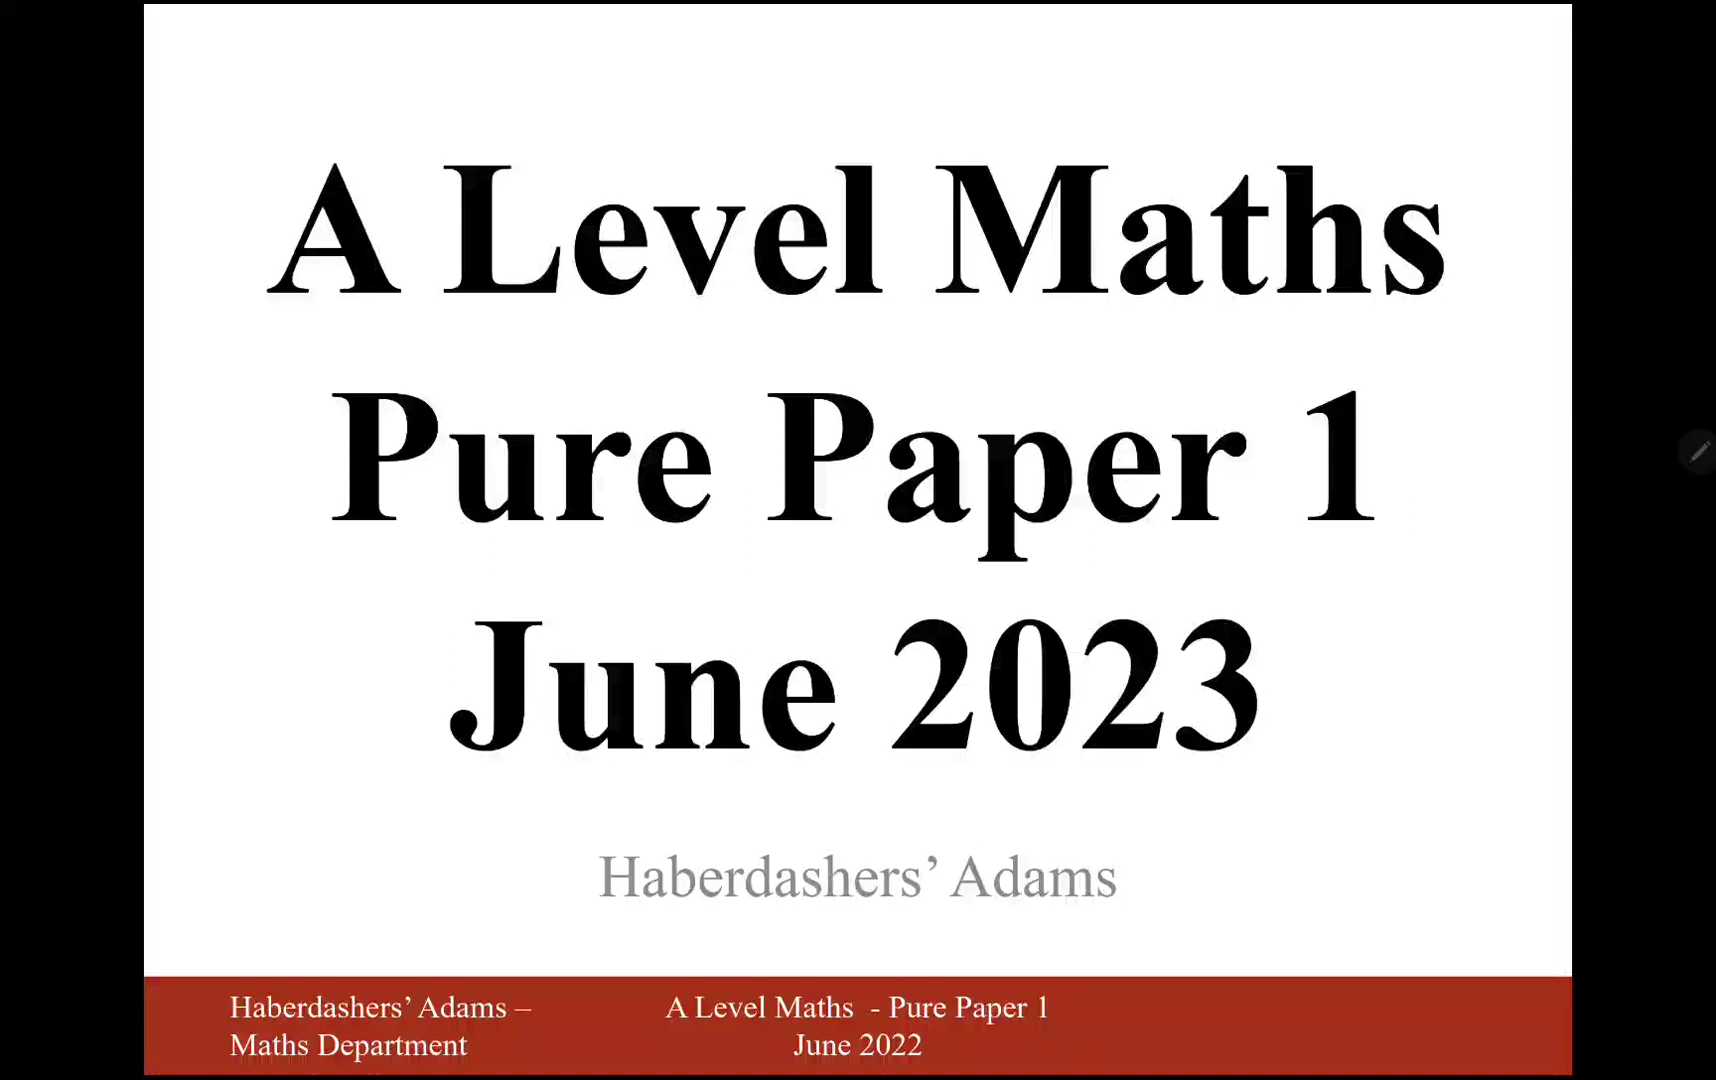 A Level Maths
Pure Paper 1
June 2023
Haberdashers’ Adams
Haberdashers’ Adams –
Maths Department
A Level Maths  - Pure Paper 1
June 2022